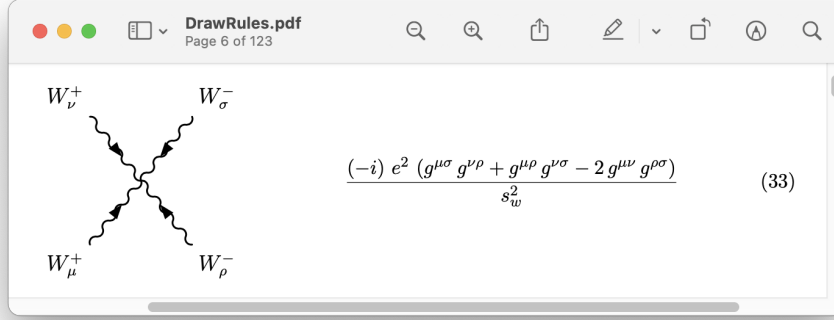 DrawRules.pdf
Page 6 of 123
W_ν^+ W_σ^-
(-i) e^2 (g^{μσ} g^{νρ} + g^{μρ} g^{νσ} − 2 g^{μν} g^{ρσ})
s_w^2
(33)
W_μ^+ W_ρ^-